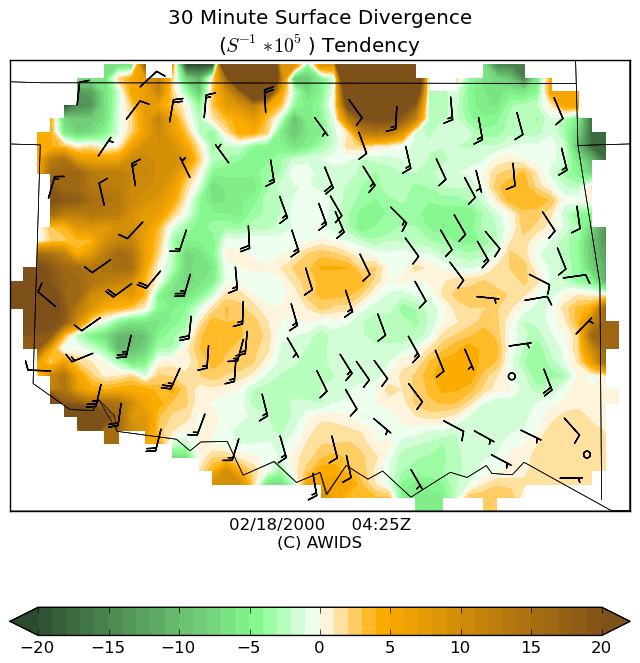 30 Minute Surface Divergence
(S⁻¹ ∗ 10⁵ ) Tendency
02/18/2000 04:25Z
(C) AWIDS
−20 −15 −10 −5 0 5 10 15 20